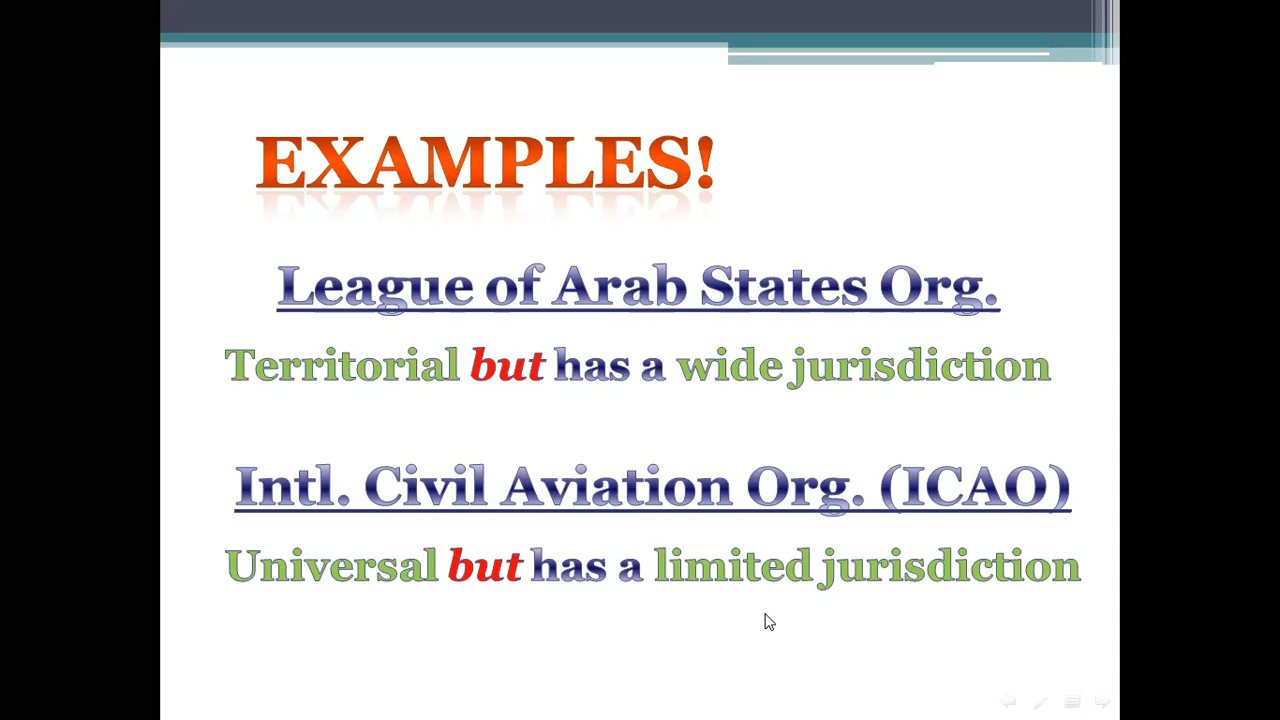 EXAMPLES!
League of Arab States Org.
Territorial but has a wide jurisdiction
Intl. Civil Aviation Org. (ICAO)
Universal but has a limited jurisdiction